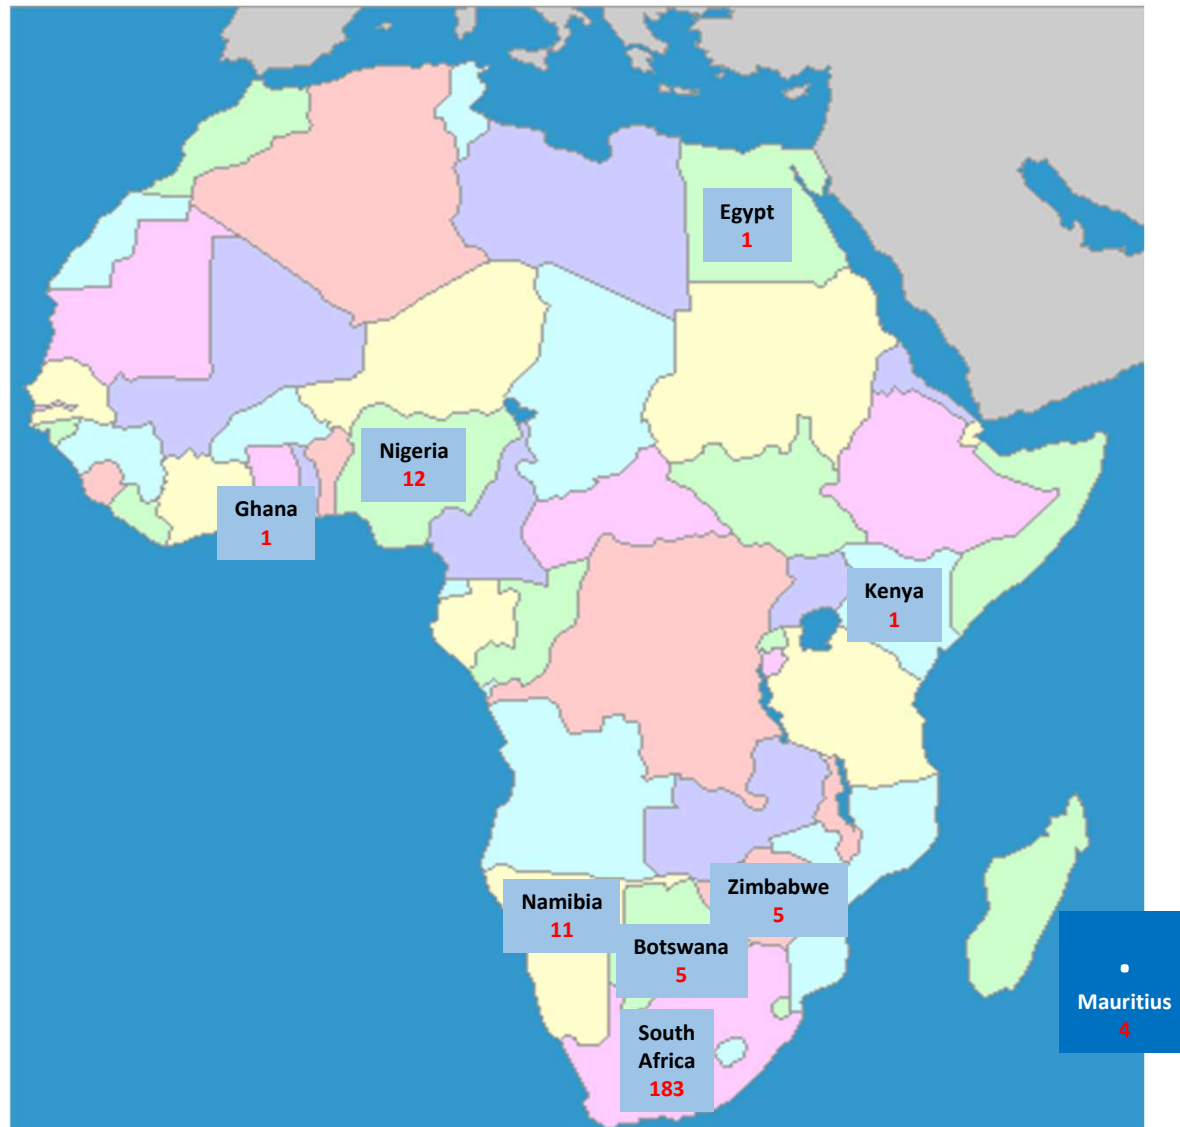 Egypt
1
Nigeria
12
Ghana
1
Kenya
1
Zimbabwe
5
Namibia
11
Botswana
5
Mauritius
4
South
Africa
183